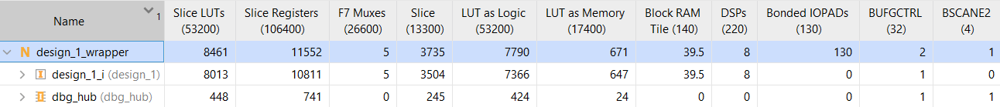 Name 1 Slice LUTs (53200) Slice Registers (106400) F7 Muxes (26600) Slice (13300) LUT as Logic (53200) LUT as Memory (17400) Block RAM Tile (140) DSPs (220) Bonded IOPADs (130) BUFGCTRL (32) BSCANE2 (4)
design_1_wrapper 8461 11552 5 3735 7790 671 39.5 8 130 2 1
design_1_i (design_1) 8013 10811 5 3504 7366 647 39.5 8 0 1 0
dbg_hub (dbg_hub) 448 741 0 245 424 24 0 0 0 1 1